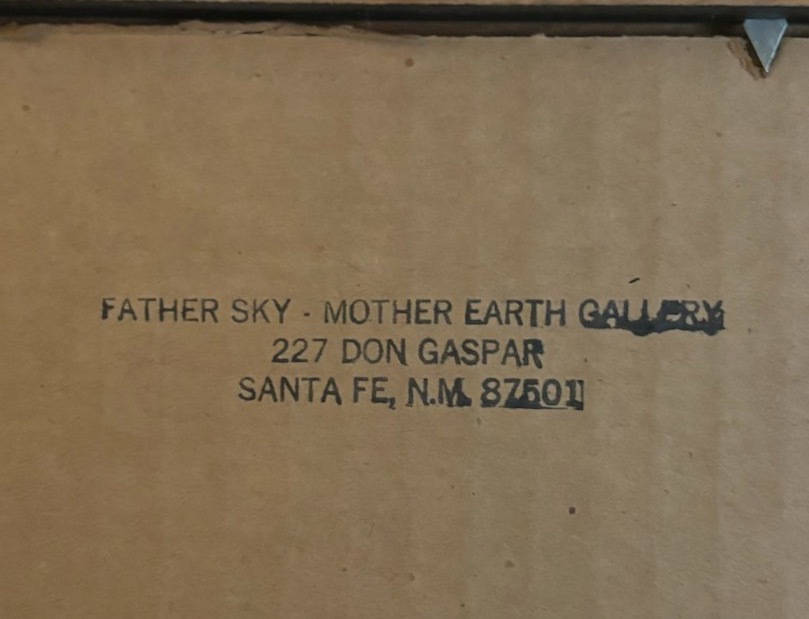 FATHER SKY - MOTHER EARTH GALLERY
227 DON GASPAR
SANTA FE, N.M. 87501